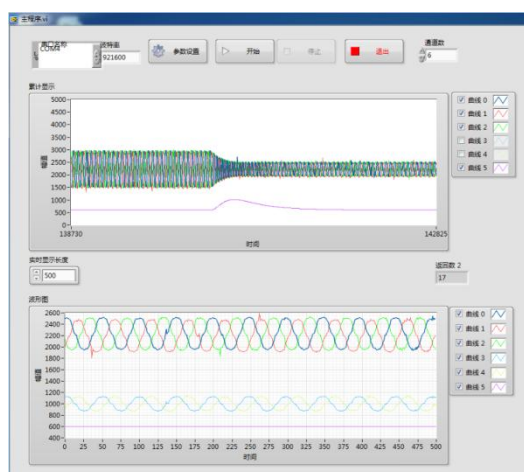 主程序.vi
串口名称
COM4
波特率
921600
参数设置
开始
停止
退出
通道数
6
累计显示
5000
4500
4000
3500
3000
2500
2000
1500
1000
500
0
幅值
138730
142825
时间
曲线 0
曲线 1
曲线 2
曲线 3
曲线 4
曲线 5
实时显示长度
500
返回数 2
17
波形图
2600
2400
2200
2000
1800
1600
1400
1200
1000
800
600
400
幅值
0 25 50 75 100 125 150 175 200 225 250 275 300 325 350 375 400 425 450 475 500
时间
曲线 0
曲线 1
曲线 2
曲线 3
曲线 4
曲线 5